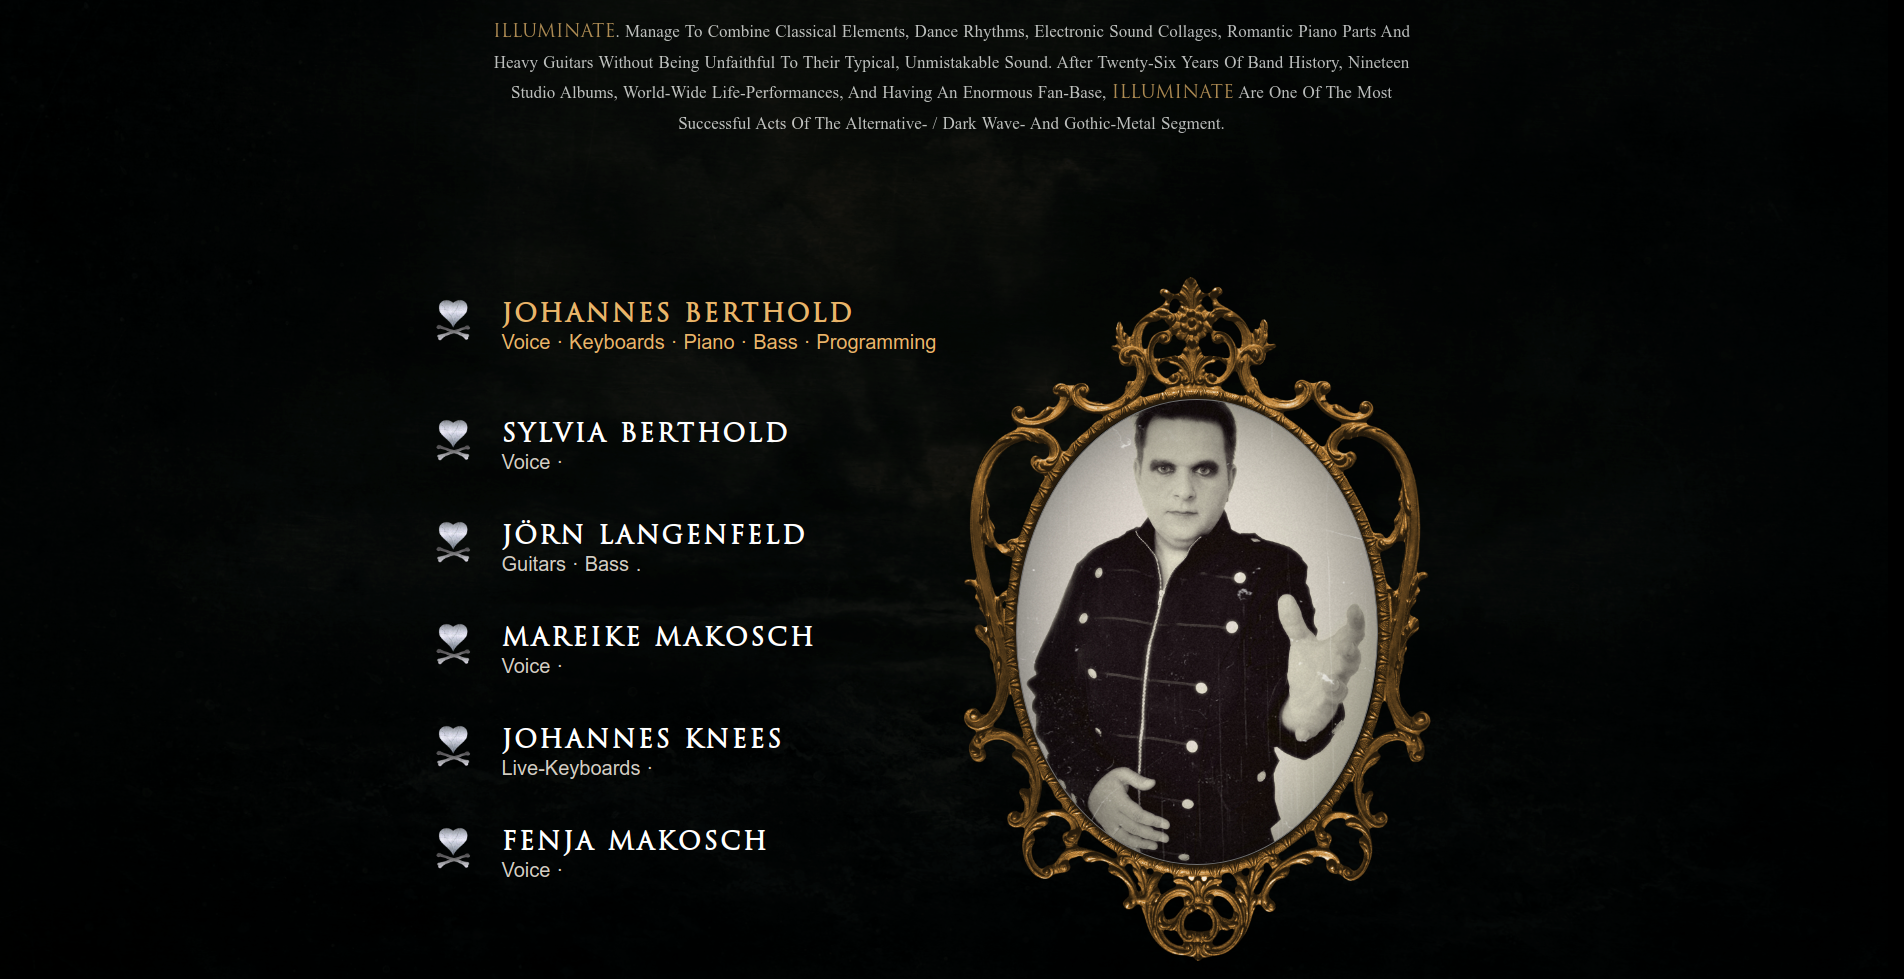 ILLUMINATE. Manage To Combine Classical Elements, Dance Rhythms, Electronic Sound Collages, Romantic Piano Parts And
Heavy Guitars Without Being Unfaithful To Their Typical, Unmistakable Sound. After Twenty-Six Years Of Band History, Nineteen
Studio Albums, World-Wide Life-Performances, And Having An Enormous Fan-Base, ILLUMINATE Are One Of The Most
Successful Acts Of The Alternative- / Dark Wave- And Gothic-Metal Segment.
JOHANNES BERTHOLD
Voice · Keyboards · Piano · Bass · Programming
SYLVIA BERTHOLD
Voice ·
JÖRN LANGENFELD
Guitars · Bass .
MAREIKE MAKOSCH
Voice ·
JOHANNES KNEES
Live-Keyboards ·
FENJA MAKOSCH
Voice ·